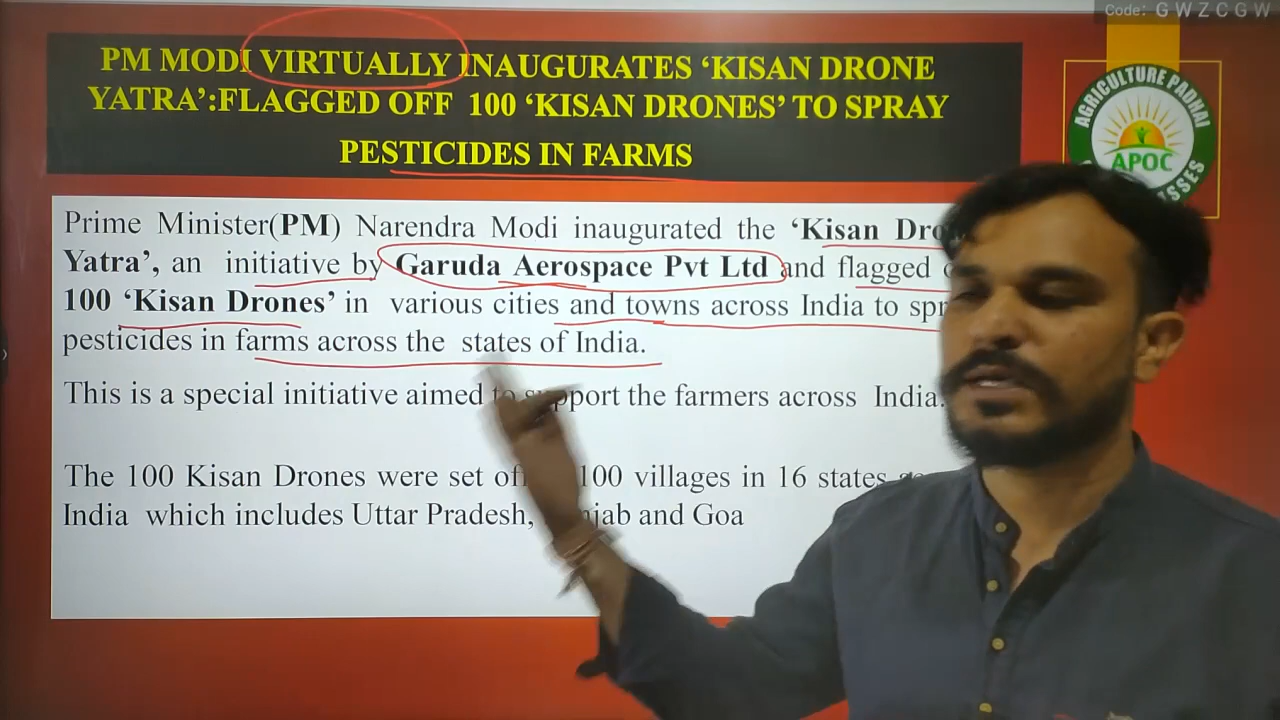 Code: G W Z C G W
PM MODI VIRTUALLY INAUGURATES ‘KISAN DRONE
YATRA’:FLAGGED OFF 100 ‘KISAN DRONES’ TO SPRAY
PESTICIDES IN FARMS
AGRICULTURE PADHAI
APOC
Prime Minister(PM) Narendra Modi inaugurated the ‘Kisan
Yatra’, an initiative by Garuda Aerospace Pvt Ltd and flagged
100 ‘Kisan Drones’ in various cities and towns across India to
pesticides in farms across the states of India.
This is a special initiative aimed to support the farmers across India.
The 100 Kisan Drones were set 100 villages in 16 states
India which includes Uttar Pradesh, and Goa